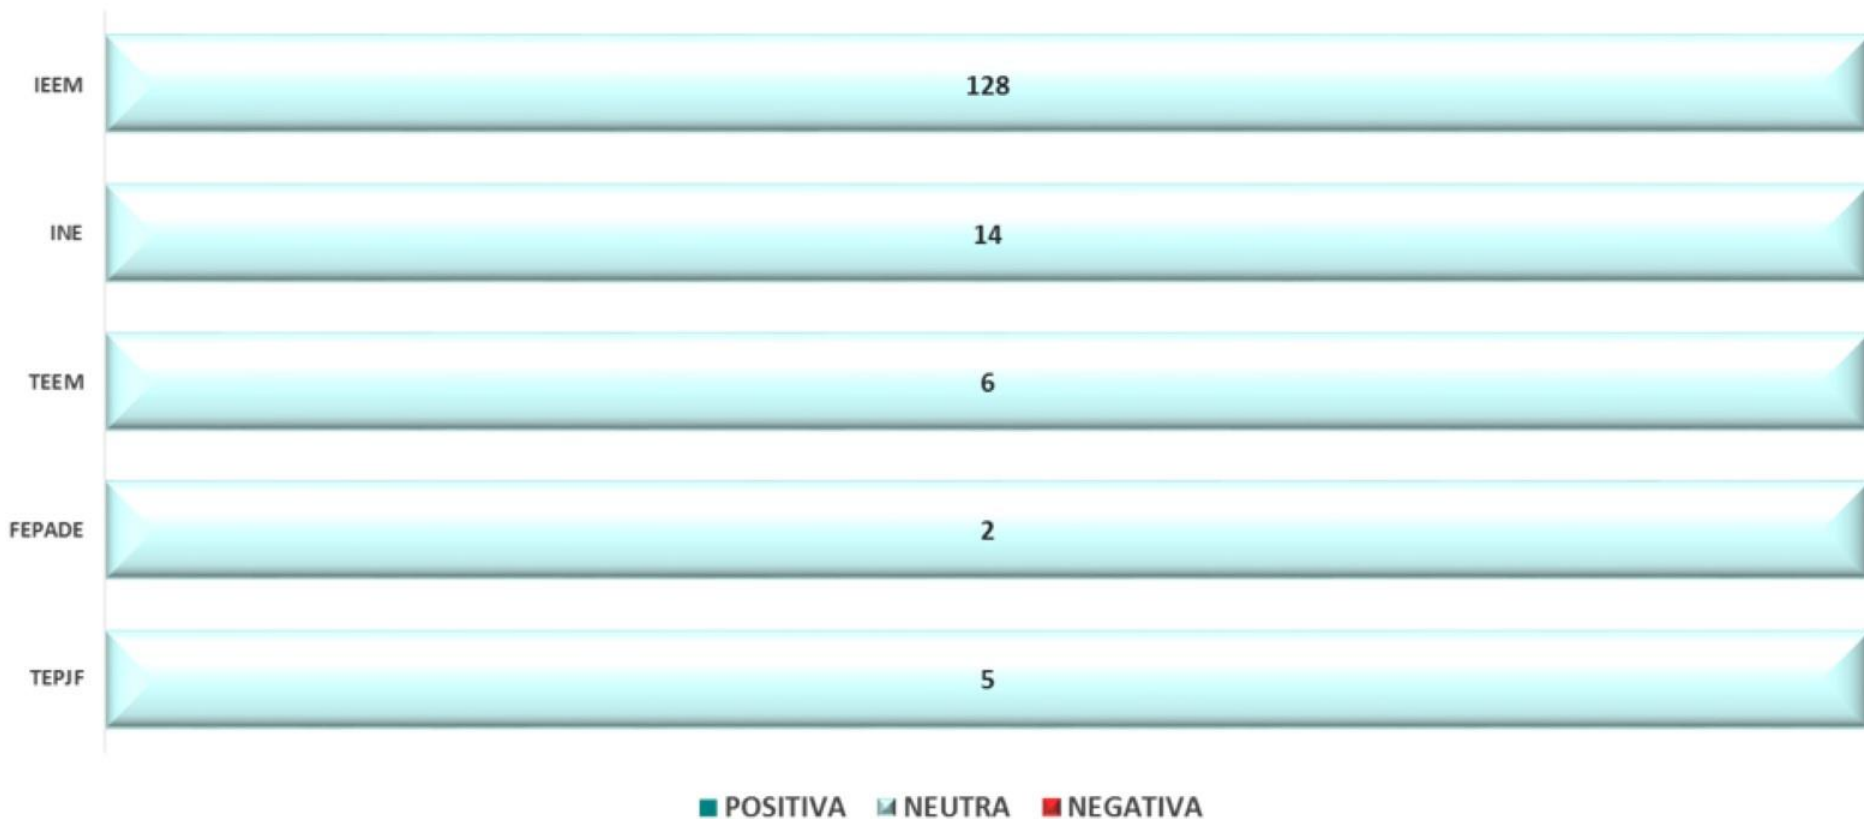 IEEM 128
INE 14
TEEM 6
FEPADE 2
TEPJF 5
POSITIVA NEUTRA NEGATIVA